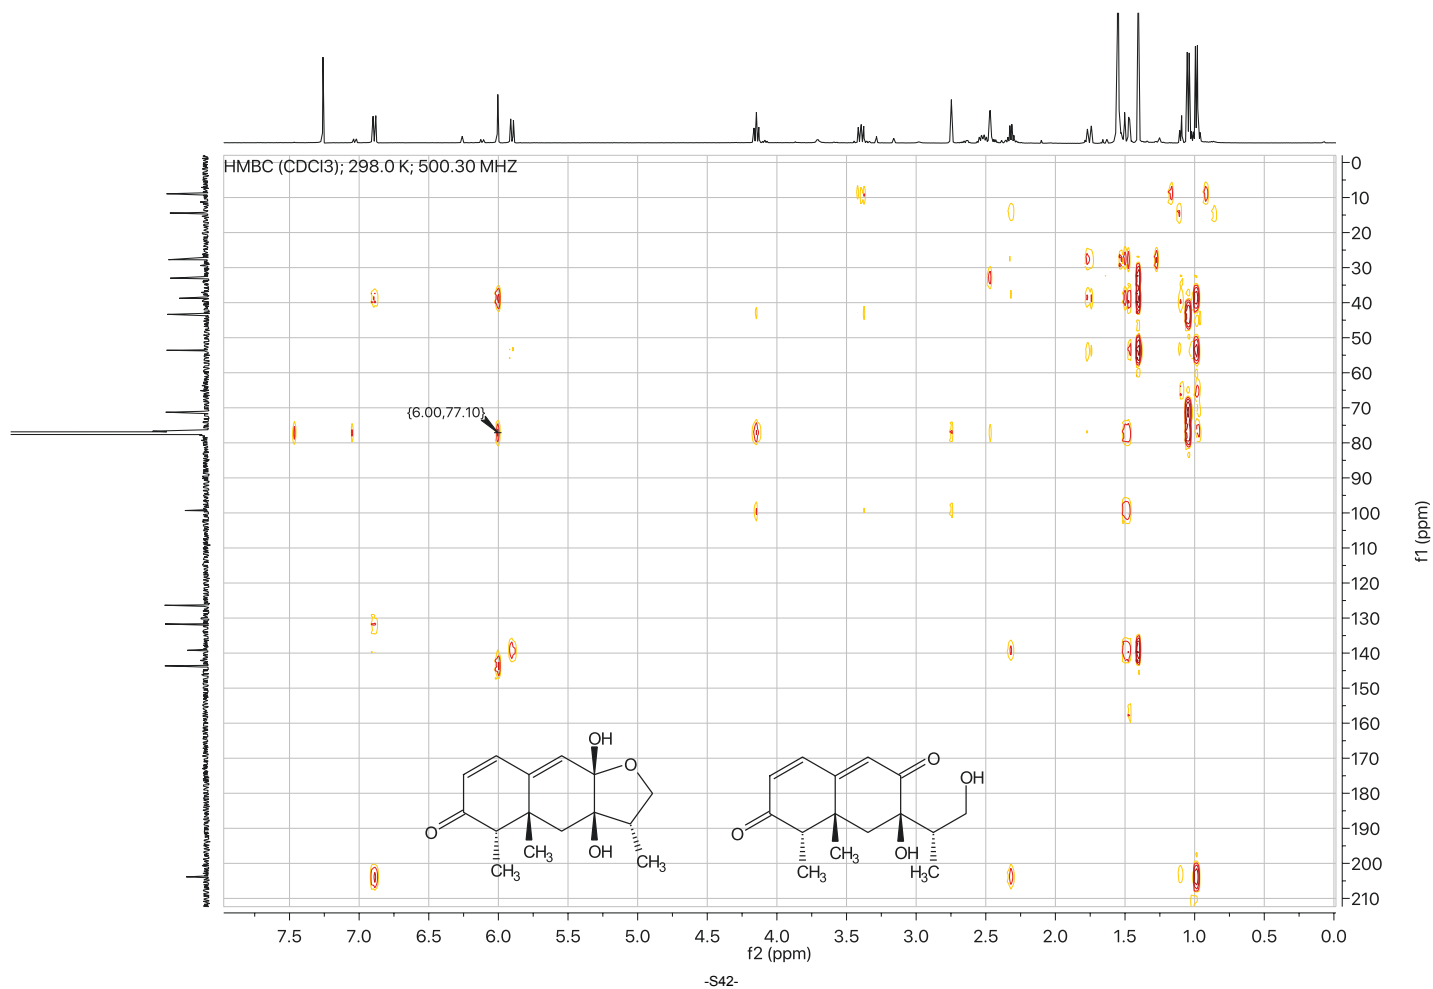 HMBC (CDCl3); 298.0 K; 500.30 MHZ
{6.00,77.10}
0
10
20
30
40
50
60
70
80
90
100
110
120
130
140
150
160
170
180
190
200
210
f1 (ppm)
OH
O
O
CH3
OH
CH3
CH3
O
OH
O
CH3
OH
CH3
H3C
7.5 7.0 6.5 6.0 5.5 5.0 4.5 4.0 3.5 3.0 2.5 2.0 1.5 1.0 0.5 0.0
f2 (ppm)
-S42-